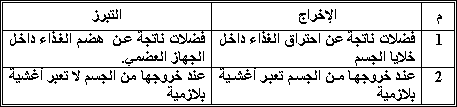 م الإخراج التبرز
1 فضلات ناتجة عن احتراق الغذاء داخل فضلات ناتجة عن هضم الغذاء داخل
خلايا الجسم الجهاز العضمي.
2 عند خروجها من الجسم تعبر أغشية عند خروجها من الجسم لا تعبر أغشية
بلازمية بلازمية